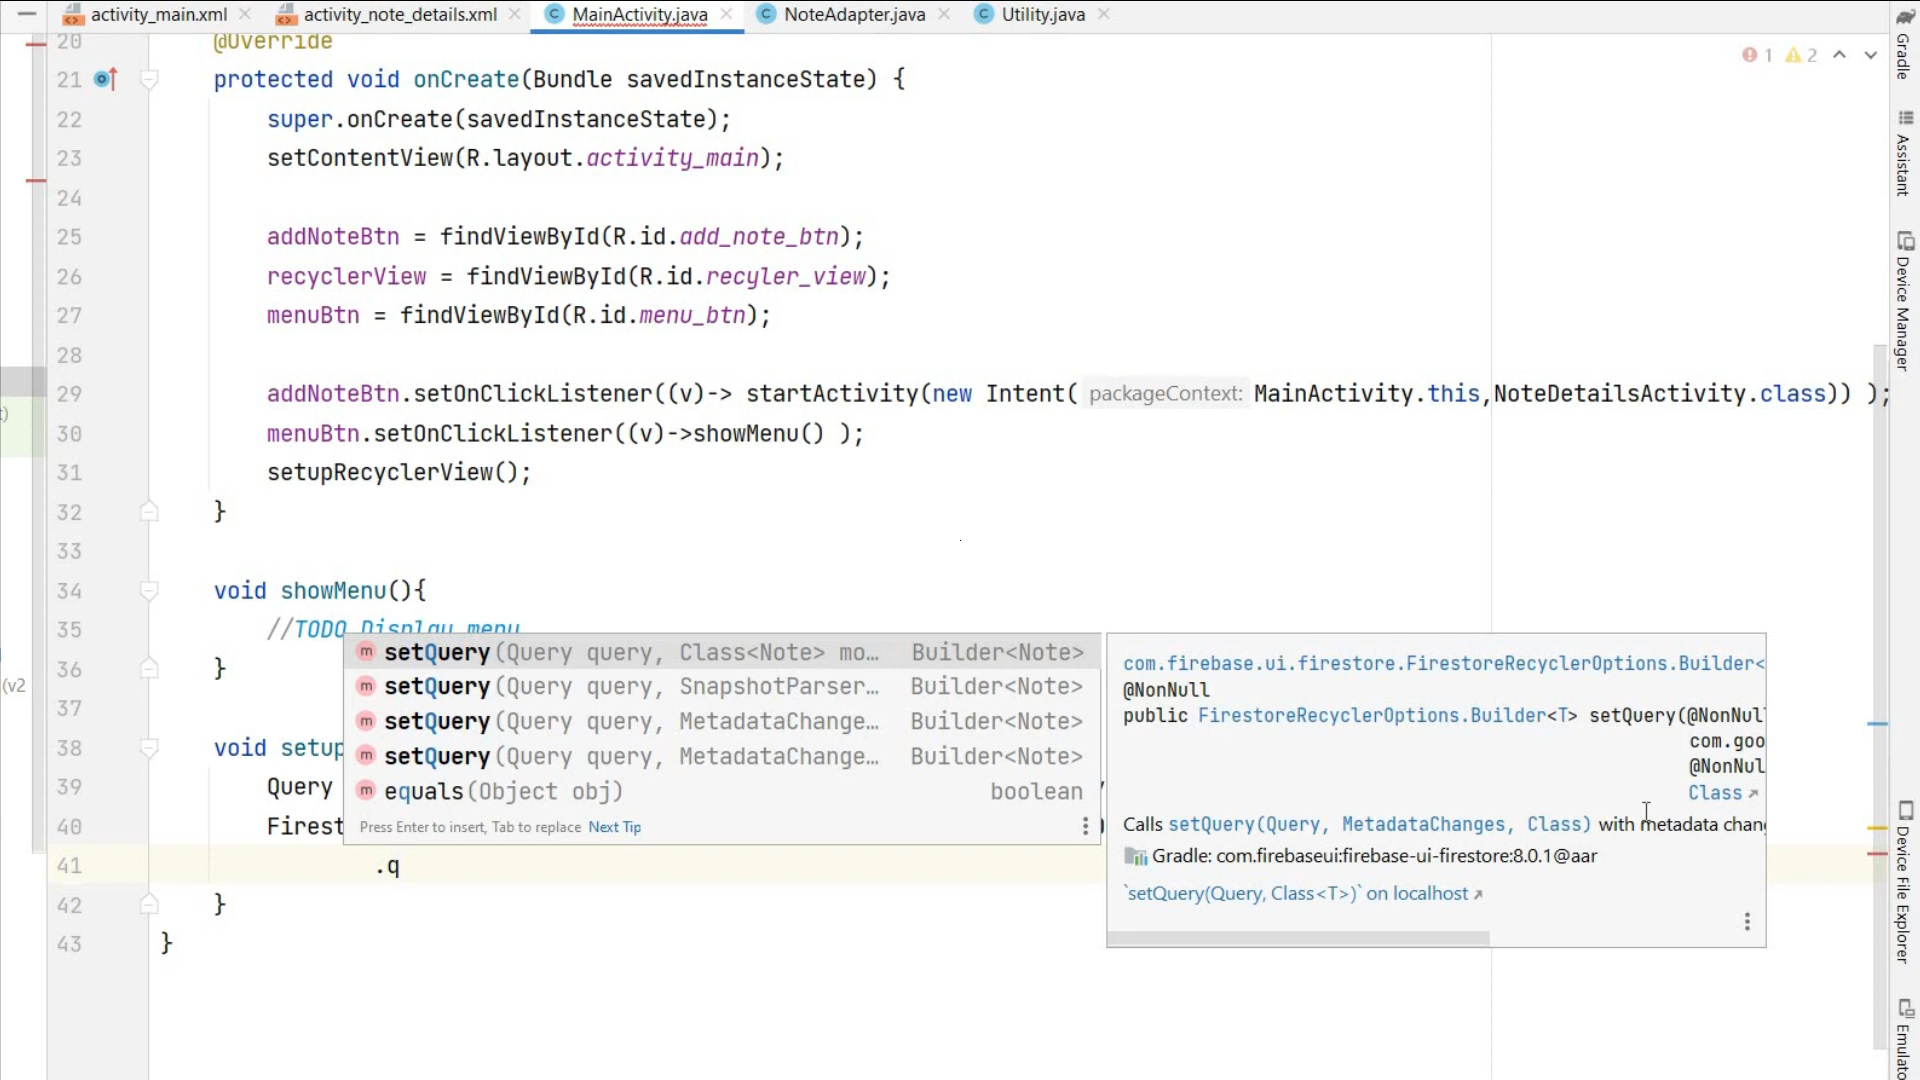 activity_main.xml activity_note_details.xml MainActivity.java NoteAdapter.java Utility.java
20 @Override
1 2
21 protected void onCreate(Bundle savedInstanceState) {
22 super.onCreate(savedInstanceState);
23 setContentView(R.layout.activity_main);
24
25 addNoteBtn = findViewById(R.id.add_note_btn);
26 recyclerView = findViewById(R.id.recyler_view);
27 menuBtn = findViewById(R.id.menu_btn);
28
29 addNoteBtn.setOnClickListener((v)-> startActivity(new Intent( packageContext: MainActivity.this,NoteDetailsActivity.class)) );
30 menuBtn.setOnClickListener((v)->showMenu() );
31 setupRecyclerView();
32 }
33
34 void showMenu(){
35 //TODO Display menu
36 }
37
38 void setup
39 Query
40 Firest
41 .q
42 }
43 }
setQuery(Query query, Class<Note> mo… Builder<Note>
setQuery(Query query, SnapshotParser… Builder<Note>
setQuery(Query query, MetadataChange… Builder<Note>
setQuery(Query query, MetadataChange… Builder<Note>
equals(Object obj) boolean
Press Enter to insert, Tab to replace Next Tip
com.firebase.ui.firestore.FirestoreRecyclerOptions.Builder<
@NonNull
public FirestoreRecyclerOptions.Builder<T> setQuery(@NonNul
com.goo
@NonNul
Class
Calls setQuery(Query, MetadataChanges, Class) with metadata chan
Gradle: com.firebaseui:firebase-ui-firestore:8.0.1@aar
`setQuery(Query, Class<T>)` on localhost
(v2
Gradle
Assistant
Device Manager
Device File Explorer
Emulato